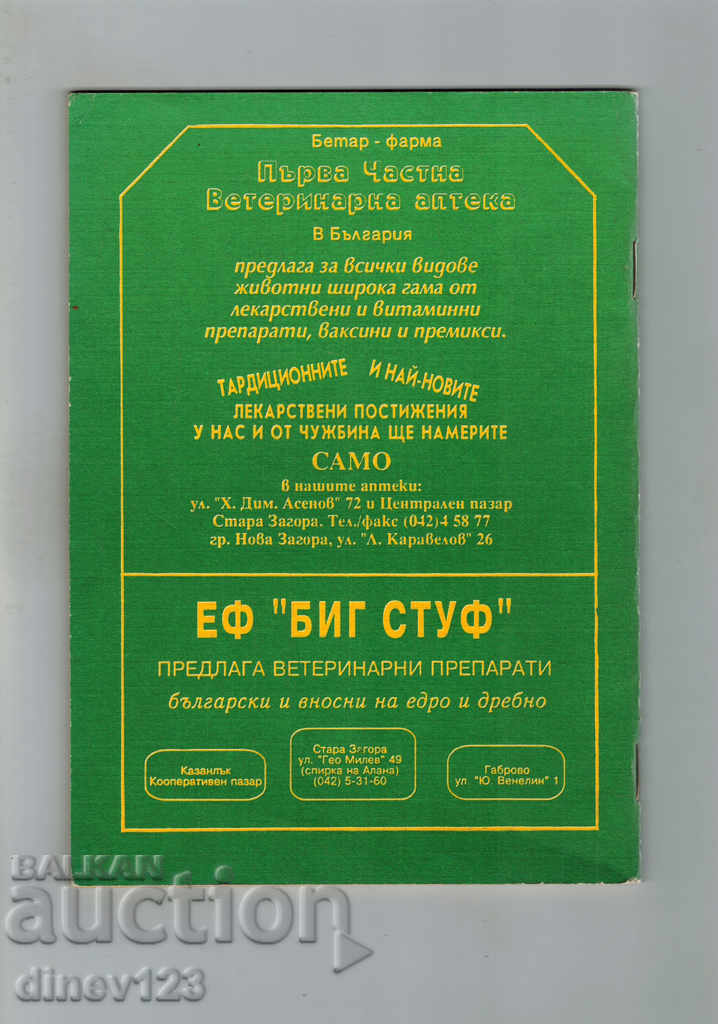 Бетар - фарма
Първа Частна
Ветеринарна аптека
В България
предлага за всички видове
животни широка гама от
лекарствени и витаминни
препарати, ваксини и премикси.
ТАРДИЦИОННИТЕ И НАЙ-НОВИТЕ
ЛЕКАРСТВЕНИ ПОСТИЖЕНИЯ
У НАС И ОТ ЧУЖБИНА ЩЕ НАМЕРИТЕ
САМО
в нашите аптеки:
ул. "Х. Дим. Асенов" 72 и Централен пазар
Стара Загора. Тел./факс (042)4 58 77
гр. Нова Загора, ул. "Л. Каравелов" 26
ЕФ "БИГ СТУФ"
ПРЕДЛАГА ВЕТЕРИНАРНИ ПРЕПАРАТИ
български и вносни на едро и дребно
Казанлък
Кооперативен пазар
Стара Загора
ул. "Гео Милев" 49
(спирка на Алана)
(042) 5-31-60
Габрово
ул. "Ю. Венелин" 1
BALKAN
auction
dinev123